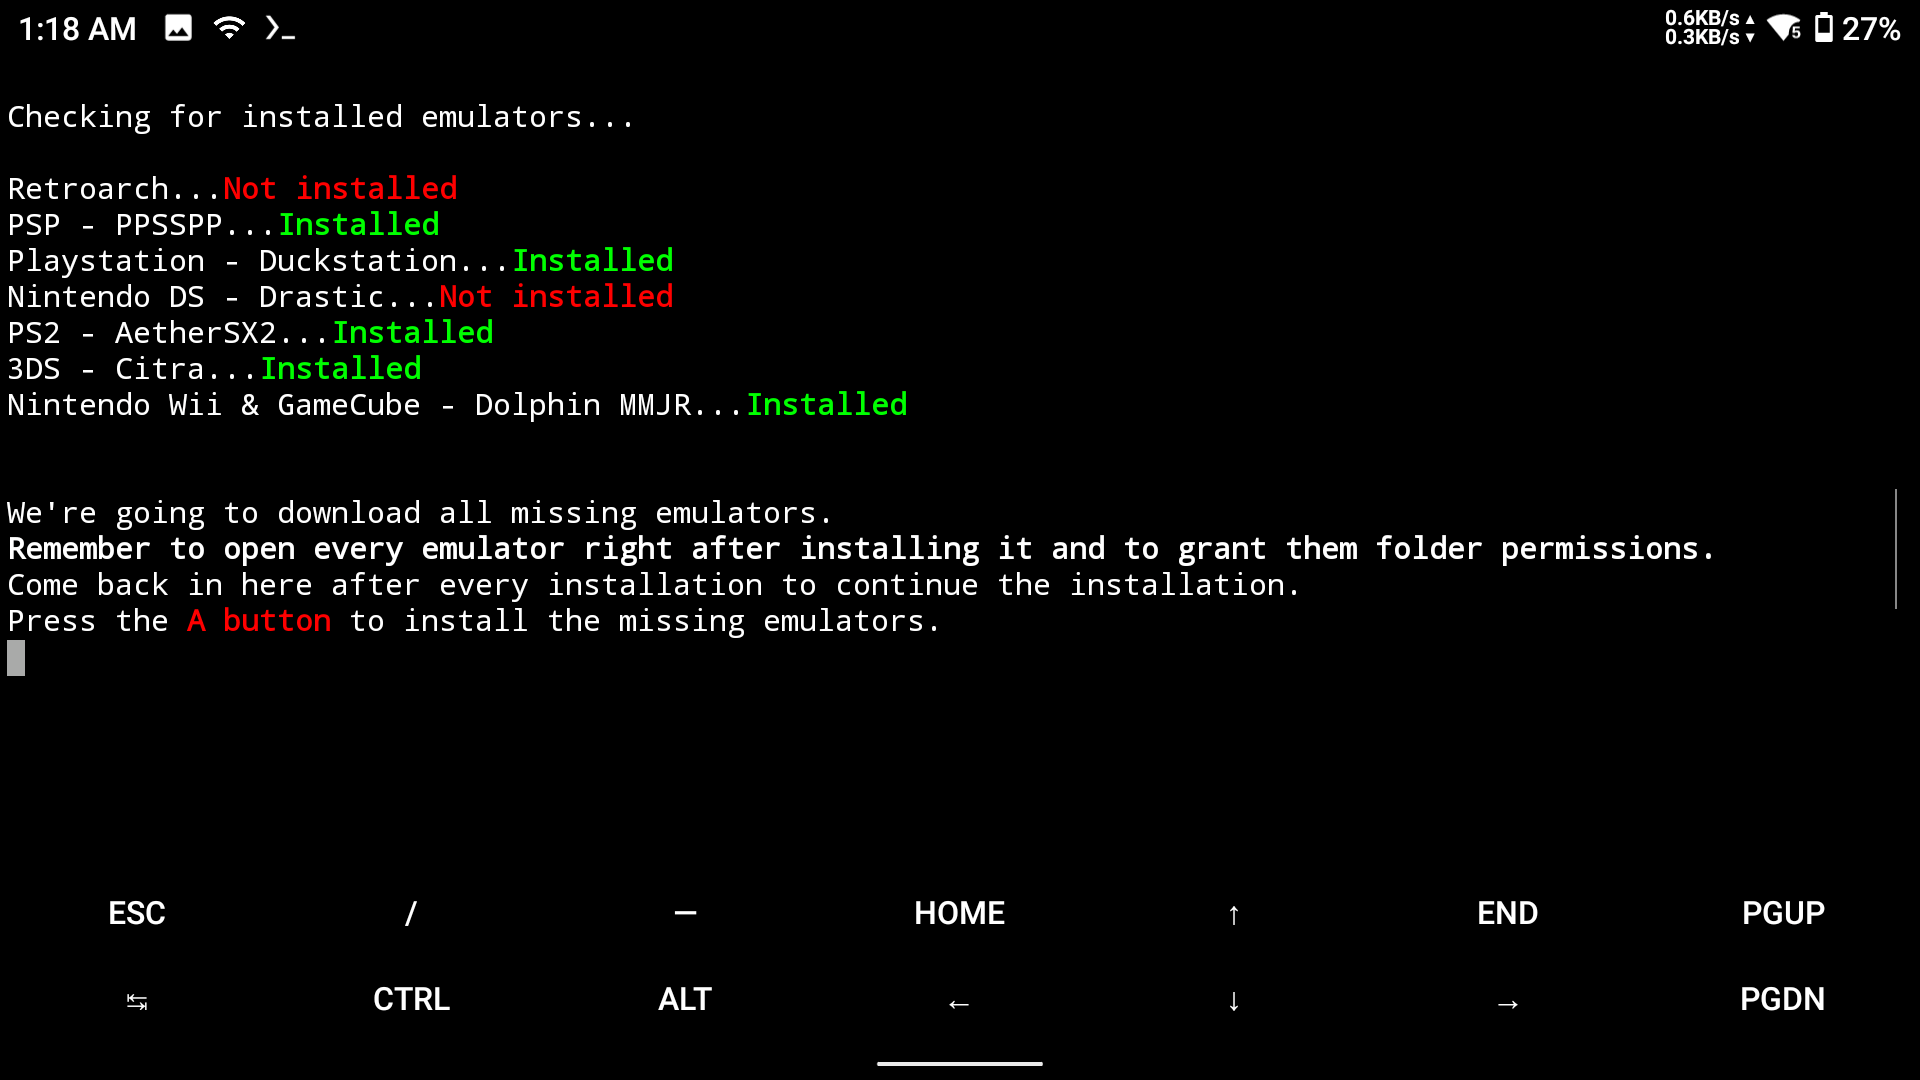 1:18 AM
0.6KB/s ▲
0.3KB/s ▼
5
27%
Checking for installed emulators...
Retroarch...Not installed
PSP - PPSSPP...Installed
Playstation - Duckstation...Installed
Nintendo DS - Drastic...Not installed
PS2 - AetherSX2...Installed
3DS - Citra...Installed
Nintendo Wii & GameCube - Dolphin MMJR...Installed
We're going to download all missing emulators.
Remember to open every emulator right after installing it and to grant them folder permissions.
Come back in here after every installation to continue the installation.
Press the A button to install the missing emulators.
ESC / — HOME ↑ END PGUP
↹ CTRL ALT ← ↓ → PGDN